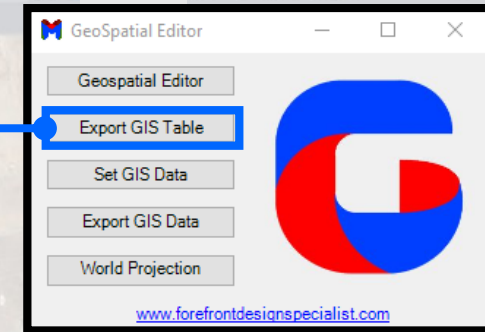 GeoSpatial Editor
Geospatial Editor
Export GIS Table
Set GIS Data
Export GIS Data
World Projection
www.forefrontdesignspecialist.com